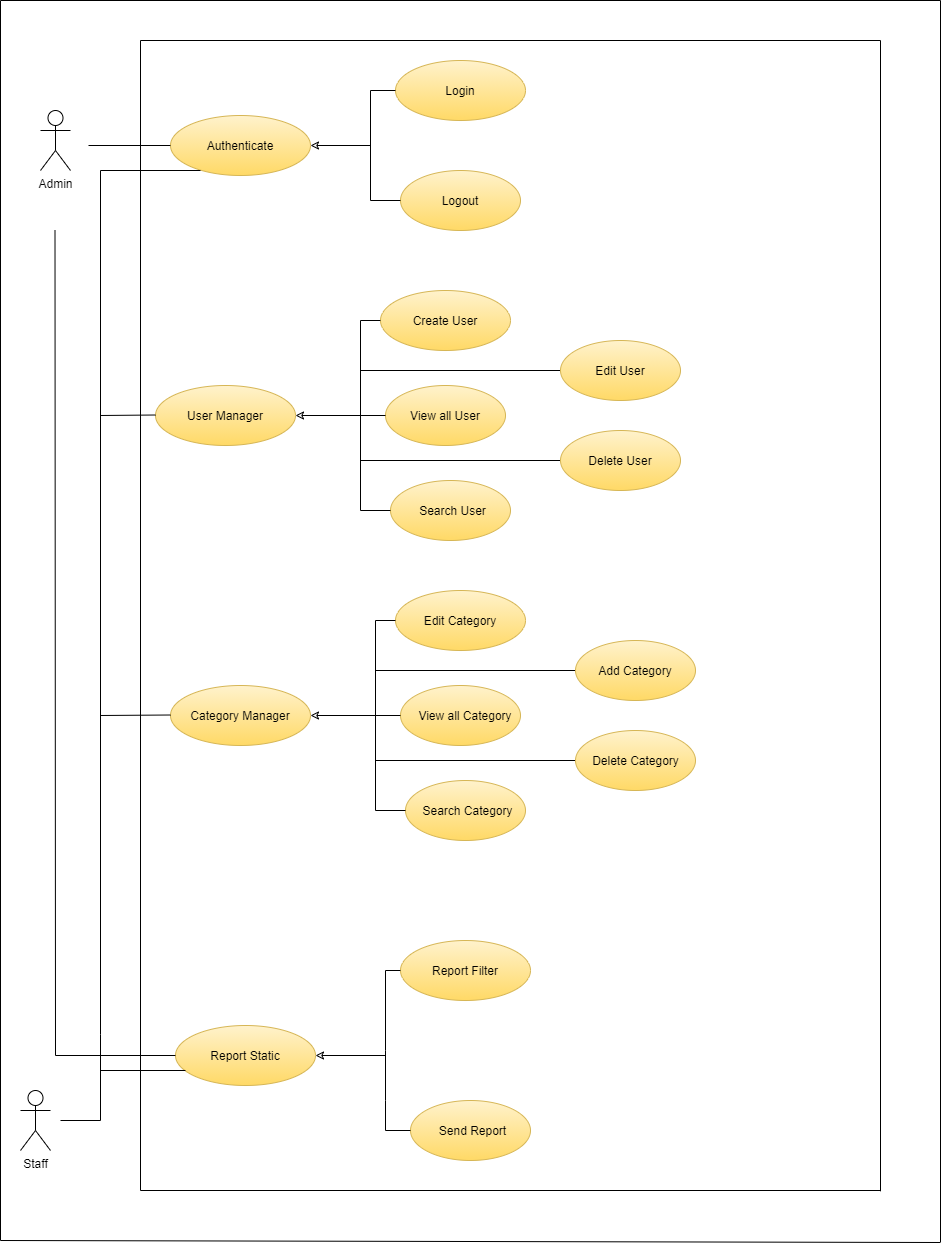 Login
Authenticate
Admin
Logout
Create User
Edit User
User Manager
View all User
Delete User
Search User
Edit Category
Add Category
Category Manager
View all Category
Delete Category
Search Category
Report Filter
Report Static
Send Report
Staff